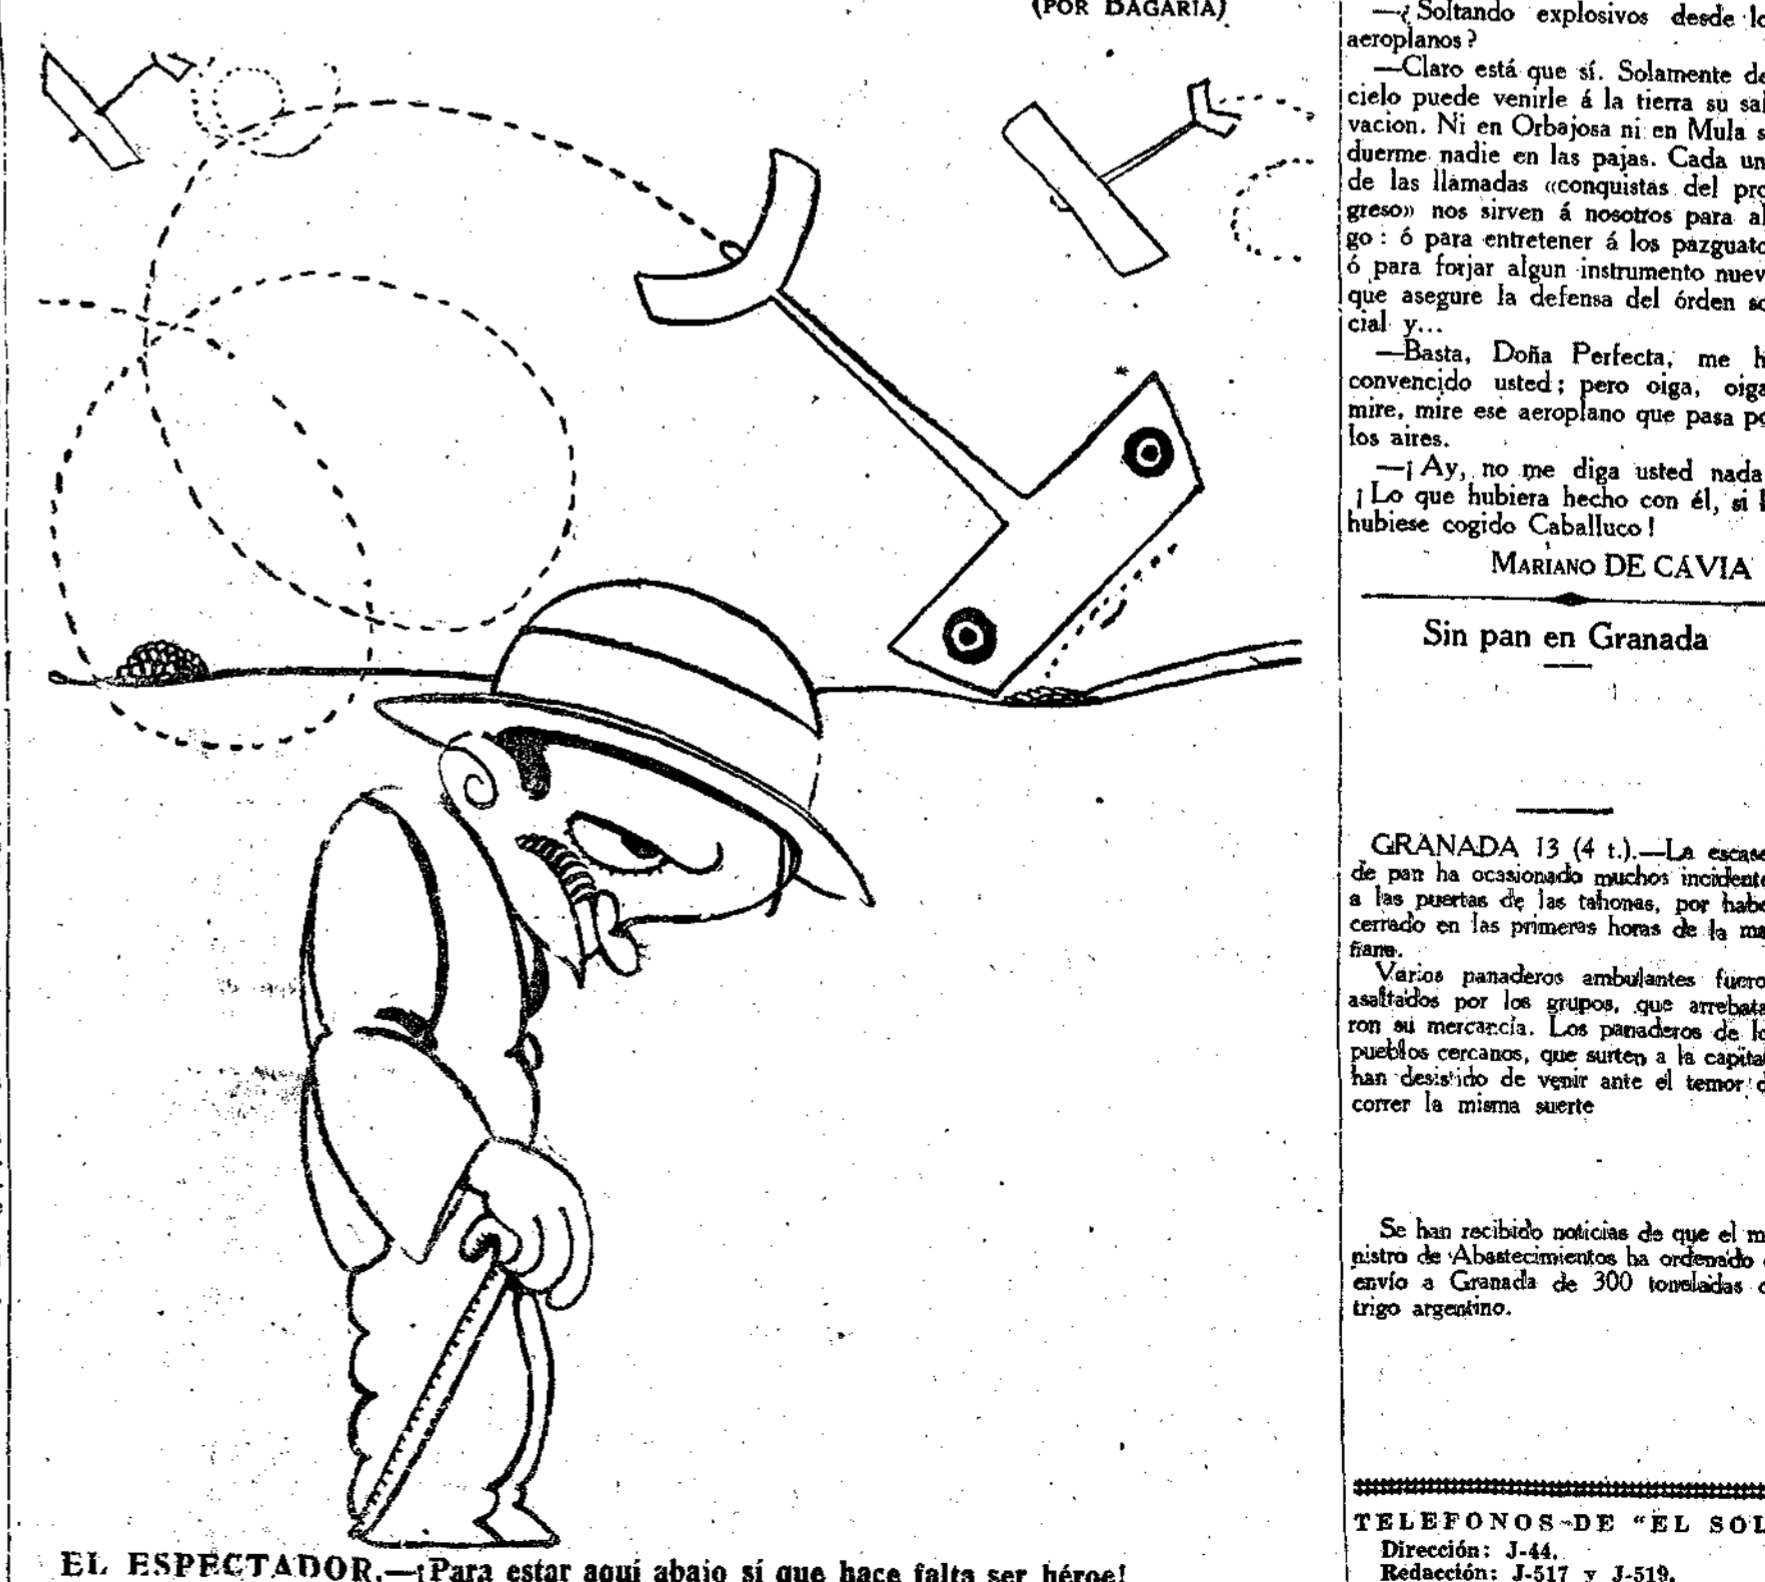 (POR BAGARIA)
EL ESPECTADOR.—¡Para estar aquí abajo sí que hace falta ser héroe!
—¿Soltando explosivos desde lo
aeroplanos?
—Claro está que sí. Solamente de
cielo puede venirle á la tierra su sal
vacion. Ni en Orbajosa ni en Mula s
duerme nadie en las pajas. Cada un
de las llamadas «conquistas del pro
greso» nos sirven á nosotros para al
go: ó para entretener á los pazguato
ó para forjar algun instrumento nuev
que asegure la defensa del órden so
cial y...
—Basta, Doña Perfecta, me h
convencido usted; pero oiga, oiga
mire, mire ese aeroplano que pasa po
los aires.
—¡Ay, no me diga usted nada
¡Lo que hubiera hecho con él, si l
hubiese cogido Caballuco!
MARIANO DE CAVIA
Sin pan en Granada
GRANADA 13 (4 t.).—La escase
de pan ha ocasionado muchos incidente
a las puertas de las tahonas, por habe
cerrado en las primeras horas de la ma
ñana.
Varios panaderos ambulantes fuero
asaltados por los grupos, que arrebata
ron su mercancía. Los panaderos de lo
pueblos cercanos, que surten a la capital
han desistido de venir ante el temor d
correr la misma suerte
Se han recibido noticias de que el mi
nistro de Abastecimientos ha ordenado e
envío a Granada de 300 toneladas d
trigo argentino.
TELEFONOS DE "EL SOL
Dirección: J-44.
Redacción: J-517 y J-519.